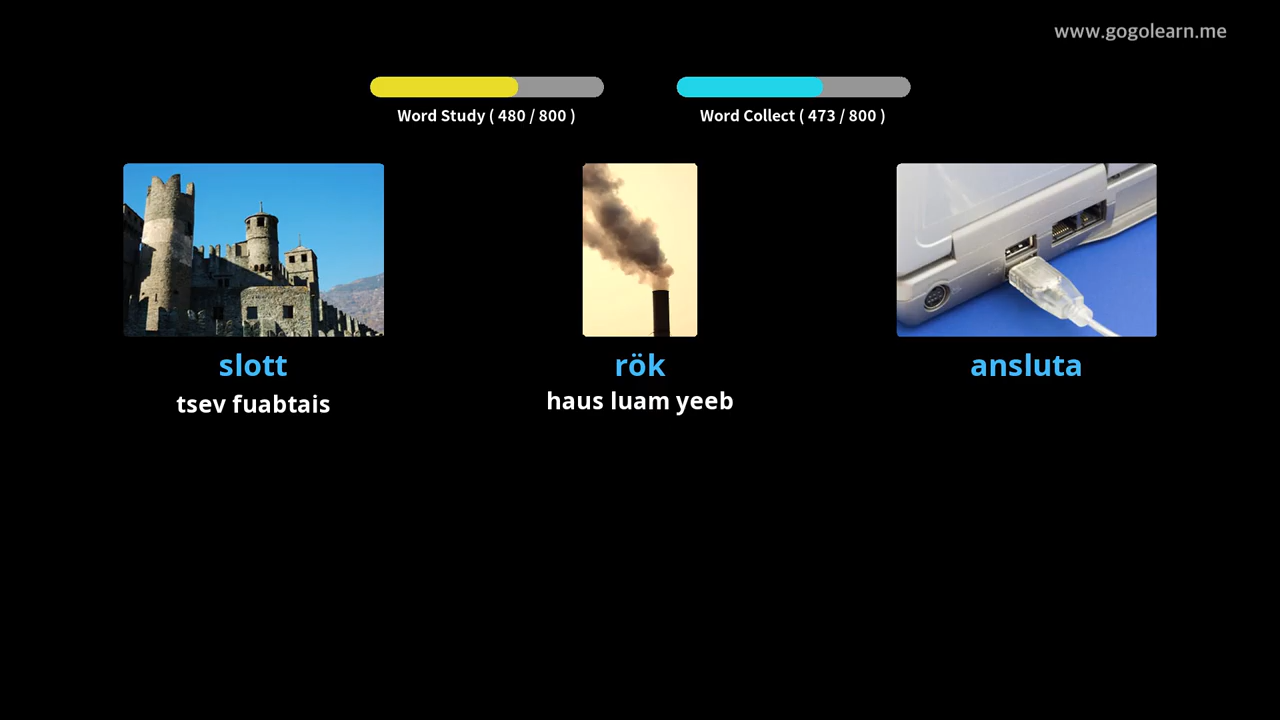 www.gogolearn.me
Word Study ( 480 / 800 )
Word Collect ( 473 / 800 )
slott
tsev fuabtais
rök
haus luam yeeb
ansluta